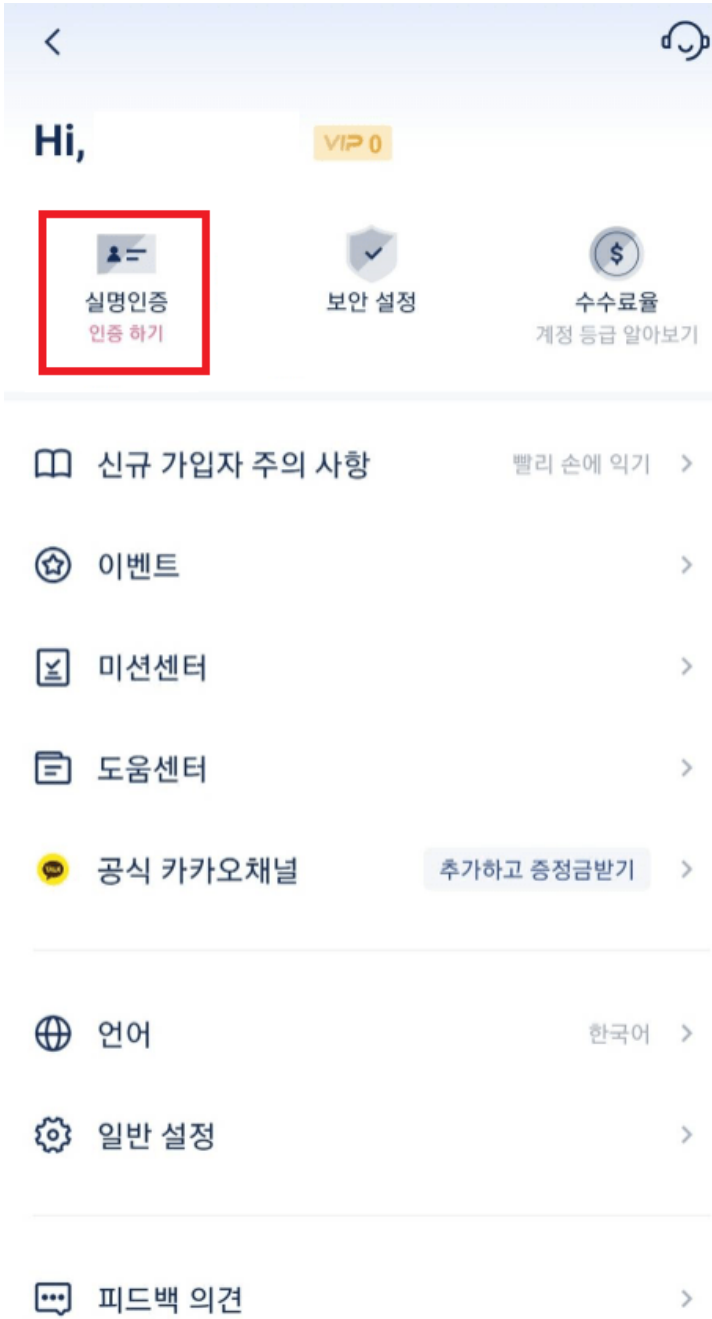 Hi,
VIP 0
실명인증
인증 하기
보안 설정
수수료율
계정 등급 알아보기
신규 가입자 주의 사항
빨리 손에 익기
이벤트
미션센터
도움센터
TALK
공식 카카오채널
추가하고 증정금받기
언어
한국어
일반 설정
피드백 의견